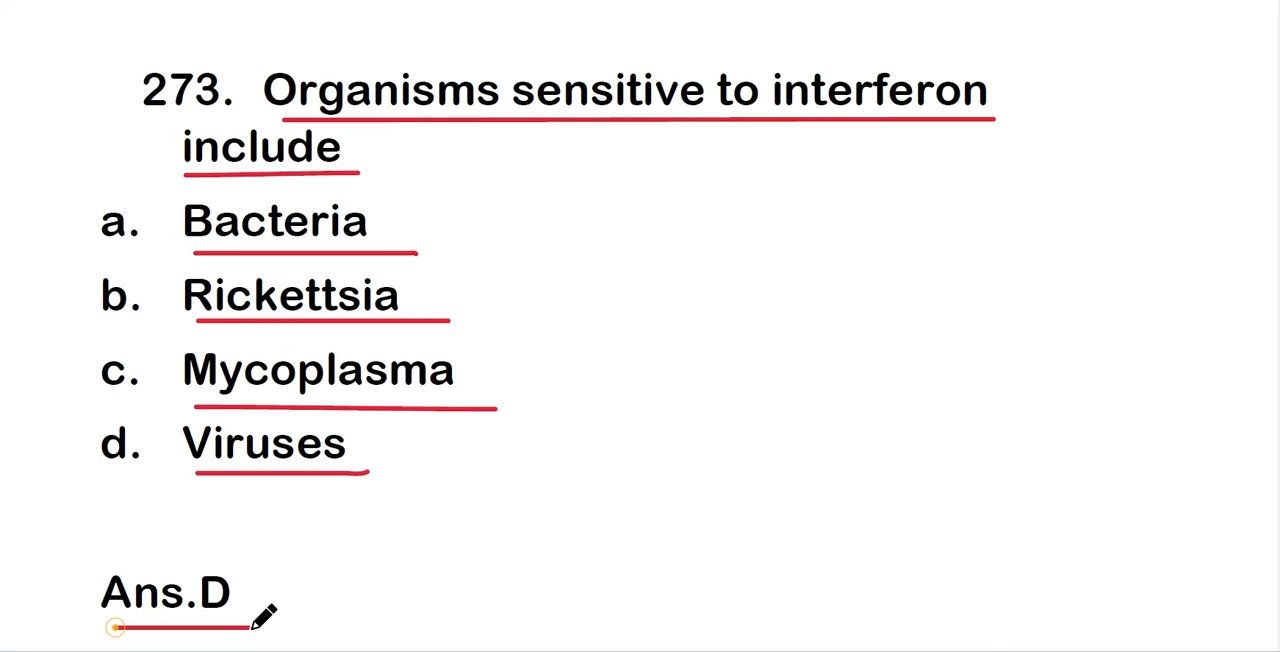 273. Organisms sensitive to interferon
include
a. Bacteria
b. Rickettsia
c. Mycoplasma
d. Viruses
Ans.D